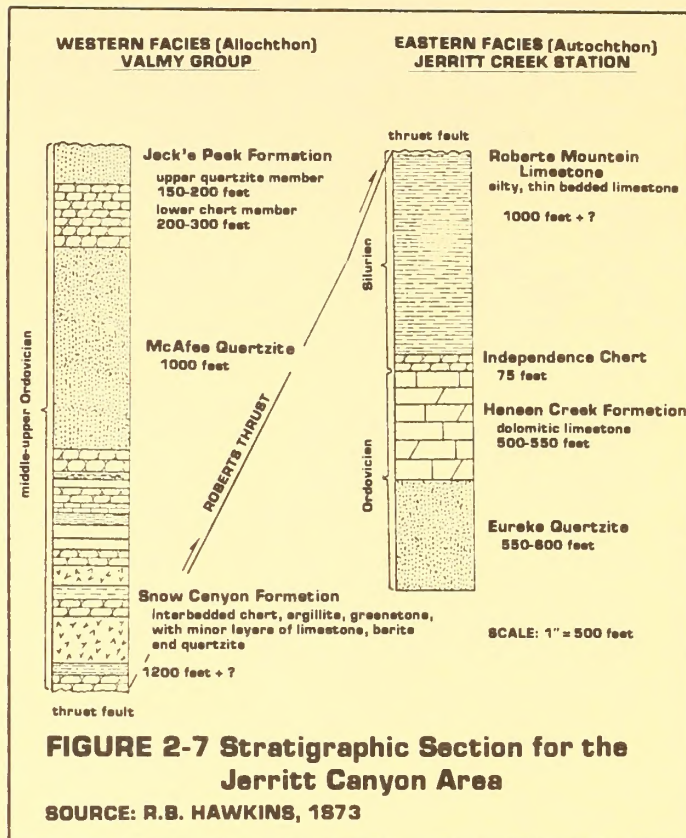 WESTERN FACIES (Allochthon)
VALMY GROUP
EASTERN FACIES (Autochthon)
JERRITT CREEK STATION
Jack's Peak Formation
upper quartzite member
150-200 feet
lower chert member
200-300 feet
McAfee Quartzite
1000 feet
middle-upper Ordovician
Snow Canyon Formation
interbedded chert, argillite, greenstone,
with minor layers of limestone, barite
and quartzite
1200 feet + ?
thrust fault
ROBERTS THRUST
thrust fault
Roberts Mountain
Limestone
silty, thin bedded limestone
1000 feet + ?
Silurian
Independence Chert
75 feet
Hansen Creek Formation
dolomitic limestone
500-550 feet
Ordovician
Eureka Quartzite
550-600 feet
SCALE: 1" = 500 feet
FIGURE 2-7 Stratigraphic Section for the
Jerritt Canyon Area
SOURCE: R.B. HAWKINS, 1973